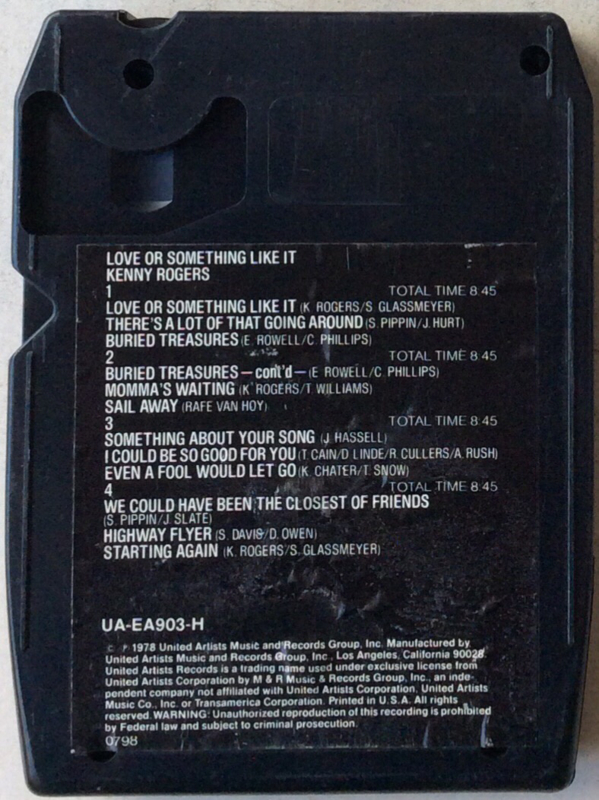 LOVE OR SOMETHING LIKE IT
KENNY ROGERS
1 TOTAL TIME 8:45
LOVE OR SOMETHING LIKE IT (K. ROGERS/S. GLASSMEYER)
THERE'S A LOT OF THAT GOING AROUND (S. PIPPIN/J. HURT)
BURIED TREASURES (E. ROWELL/C. PHILLIPS)
2 TOTAL TIME 8:45
BURIED TREASURES — cont'd — (E. ROWELL/C. PHILLIPS)
MOMMA'S WAITING (K. ROGERS/T. WILLIAMS)
SAIL AWAY (RAFE VAN HOY)
3 TOTAL TIME 8:45
SOMETHING ABOUT YOUR SONG (J. HASSELL)
I COULD BE SO GOOD FOR YOU (T. CAIN/D. LINDE/R. CULLERS/A. RUSH)
EVEN A FOOL WOULD LET GO (K. CHATER/T. SNOW)
4 TOTAL TIME 8:45
WE COULD HAVE BEEN THE CLOSEST OF FRIENDS
(S. PIPPIN/J. SLATE)
HIGHWAY FLYER (S. DAVIS/D. OWEN)
STARTING AGAIN (K. ROGERS/S. GLASSMEYER)
UA-EA903-H
© ℗ 1978 United Artists Music and Records Group, Inc. Manufactured by
United Artists Music and Records Group, Inc., Los Angeles, California 90028.
United Artists Records is a trading name used under exclusive license from
United Artists Corporation by M & R Music & Records Group, Inc., an inde-
pendent company not affiliated with United Artists Corporation, United Artists
Music Co., Inc. or Transamerica Corporation. Printed in U.S.A. All rights
reserved. WARNING: Unauthorized reproduction of this recording is prohibited
by Federal law and subject to criminal prosecution.
0798